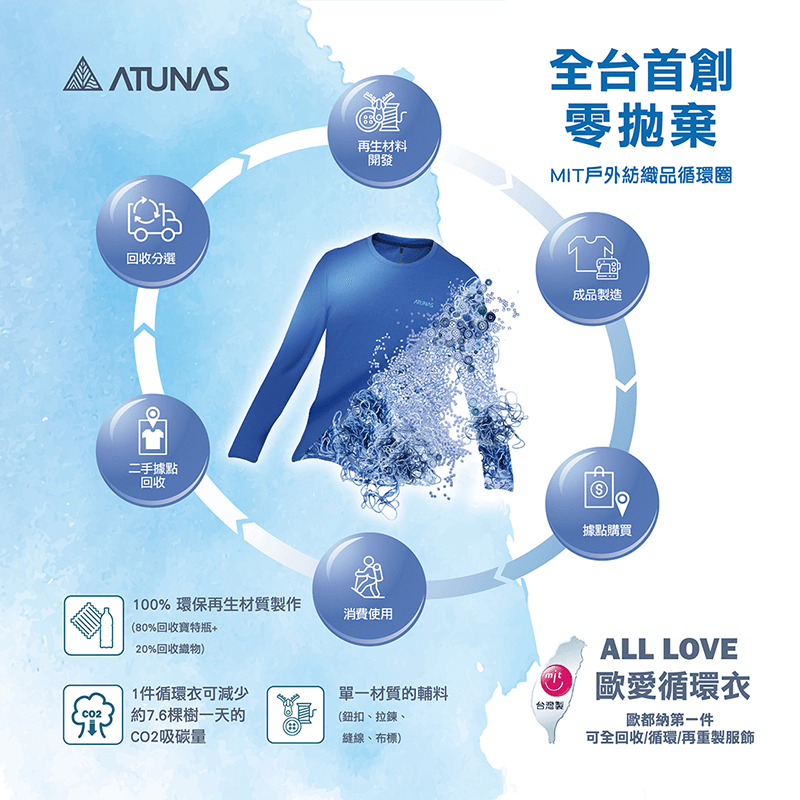 ATUNAS
全台首創
零拋棄
MIT戶外紡織品循環圈
再生材料
開發
成品製造
據點購買
消費使用
二手據點
回收
回收分選
ATUNAS
100% 環保再生材質製作
(80%回收寶特瓶+
20%回收織物)
CO2
1件循環衣可減少
約7.6棵樹一天的
CO2吸碳量
單一材質的輔料
(鈕扣、拉鍊、
縫線、布標)
mit
台灣製
ALL LOVE
歐愛循環衣
歐都納第一件
可全回收/循環/再重製服飾